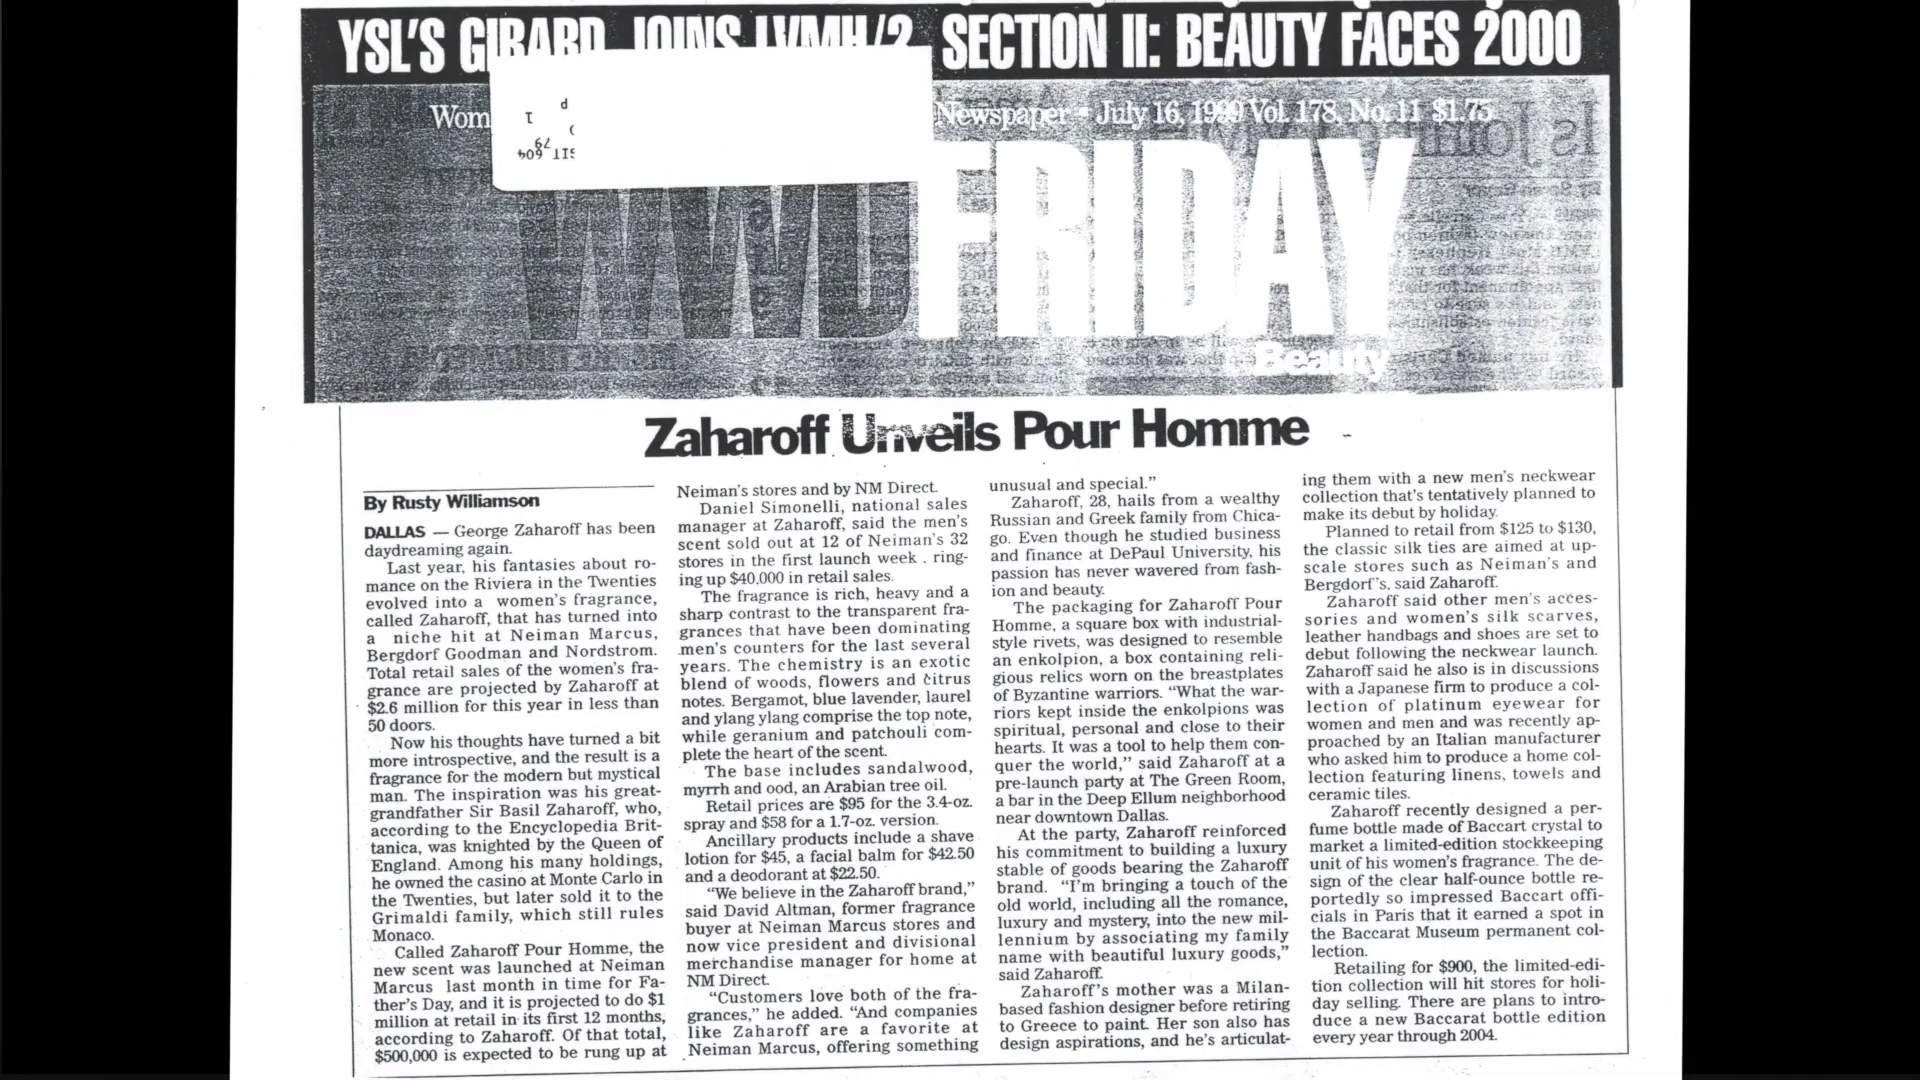 YSL'S GIRARD JOINS LVMH/2 SECTION II: BEAUTY FACES 2000
Wom Newspaper • July 16, 1999 Vol. 178, No. 11 $1.75
WWDFRIDAY
Beauty
Zaharoff Unveils Pour Homme
By Rusty Williamson
DALLAS — George Zaharoff has been
daydreaming again.
Last year, his fantasies about ro-
mance on the Riviera in the Twenties
evolved into a women's fragrance,
called Zaharoff, that has turned into
a niche hit at Neiman Marcus,
Bergdorf Goodman and Nordstrom.
Total retail sales of the women's fra-
grance are projected by Zaharoff at
$2.6 million for this year in less than
50 doors.
Now his thoughts have turned a bit
more introspective, and the result is a
fragrance for the modern but mystical
man. The inspiration was his great-
grandfather Sir Basil Zaharoff, who,
according to the Encyclopedia Brit-
tanica, was knighted by the Queen of
England. Among his many holdings,
he owned the casino at Monte Carlo in
the Twenties, but later sold it to the
Grimaldi family, which still rules
Monaco.
Called Zaharoff Pour Homme, the
new scent was launched at Neiman
Marcus last month in time for Fa-
ther's Day, and it is projected to do $1
million at retail in its first 12 months,
according to Zaharoff. Of that total,
$500,000 is expected to be rung up at
Neiman's stores and by NM Direct.
Daniel Simonelli, national sales
manager at Zaharoff, said the men's
scent sold out at 12 of Neiman's 32
stores in the first launch week . ring-
ing up $40,000 in retail sales.
The fragrance is rich, heavy and a
sharp contrast to the transparent fra-
grances that have been dominating
men's counters for the last several
years. The chemistry is an exotic
blend of woods, flowers and citrus
notes. Bergamot, blue lavender, laurel
and ylang ylang comprise the top note,
while geranium and patchouli com-
plete the heart of the scent.
The base includes sandalwood,
myrrh and ood, an Arabian tree oil.
Retail prices are $95 for the 3.4-oz.
spray and $58 for a 1.7-oz. version.
Ancillary products include a shave
lotion for $45, a facial balm for $42.50
and a deodorant at $22.50.
“We believe in the Zaharoff brand,”
said David Altman, former fragrance
buyer at Neiman Marcus stores and
now vice president and divisional
merchandise manager for home at
NM Direct.
“Customers love both of the fra-
grances,” he added. “And companies
like Zaharoff are a favorite at
Neiman Marcus, offering something
unusual and special.”
Zaharoff, 28, hails from a wealthy
Russian and Greek family from Chica-
go. Even though he studied business
and finance at DePaul University, his
passion has never wavered from fash-
ion and beauty.
The packaging for Zaharoff Pour
Homme, a square box with industrial-
style rivets, was designed to resemble
an enkolpion, a box containing reli-
gious relics worn on the breastplates
of Byzantine warriors. “What the war-
riors kept inside the enkolpions was
spiritual, personal and close to their
hearts. It was a tool to help them con-
quer the world,” said Zaharoff at a
pre-launch party at The Green Room,
a bar in the Deep Ellum neighborhood
near downtown Dallas.
At the party, Zaharoff reinforced
his commitment to building a luxury
stable of goods bearing the Zaharoff
brand. “I'm bringing a touch of the
old world, including all the romance,
luxury and mystery, into the new mil-
lennium by associating my family
name with beautiful luxury goods,”
said Zaharoff.
Zaharoff's mother was a Milan-
based fashion designer before retiring
to Greece to paint. Her son also has
design aspirations, and he's articulat-
ing them with a new men's neckwear
collection that's tentatively planned to
make its debut by holiday.
Planned to retail from $125 to $130,
the classic silk ties are aimed at up-
scale stores such as Neiman's and
Bergdorf's, said Zaharoff.
Zaharoff said other men's acces-
sories and women's silk scarves,
leather handbags and shoes are set to
debut following the neckwear launch.
Zaharoff said he also is in discussions
with a Japanese firm to produce a col-
lection of platinum eyewear for
women and men and was recently ap-
proached by an Italian manufacturer
who asked him to produce a home col-
lection featuring linens, towels and
ceramic tiles.
Zaharoff recently designed a per-
fume bottle made of Baccart crystal to
market a limited-edition stockkeeping
unit of his women's fragrance. The de-
sign of the clear half-ounce bottle re-
portedly so impressed Baccart offi-
cials in Paris that it earned a spot in
the Baccarat Museum permanent col-
lection.
Retailing for $900, the limited-edi-
tion collection will hit stores for holi-
day selling. There are plans to intro-
duce a new Baccarat bottle edition
every year through 2004.